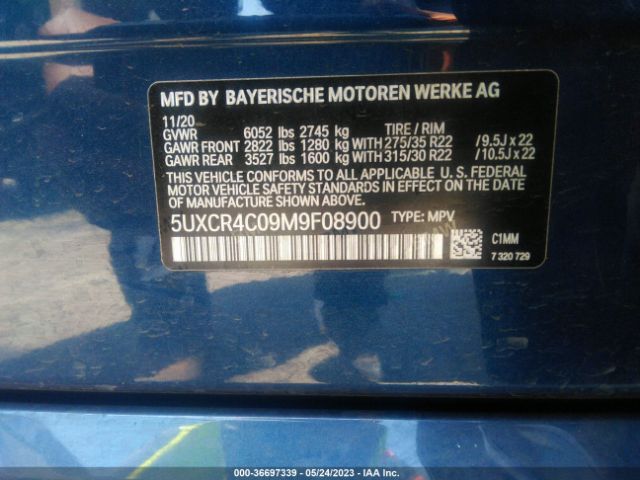 MFD BY BAYERISCHE MOTOREN WERKE AG
11/20
GVWR 6052 lbs 2745 kg TIRE / RIM
GAWR FRONT 2822 lbs 1280 kg WITH 275/35 R22 / 9.5J x 22
GAWR REAR 3527 lbs 1600 kg WITH 315/30 R22 / 10.5J x 22
THIS VEHICLE CONFORMS TO ALL APPLICABLE U. S. FEDERAL
MOTOR VEHICLE SAFETY STANDARDS IN EFFECT ON THE DATE
OF MANUFACTURE SHOWN ABOVE.
5UXCR4C09M9F08900 TYPE: MPV
C1MM
7 320 729
000-36697339 - 05/24/2023 - IAA Inc.